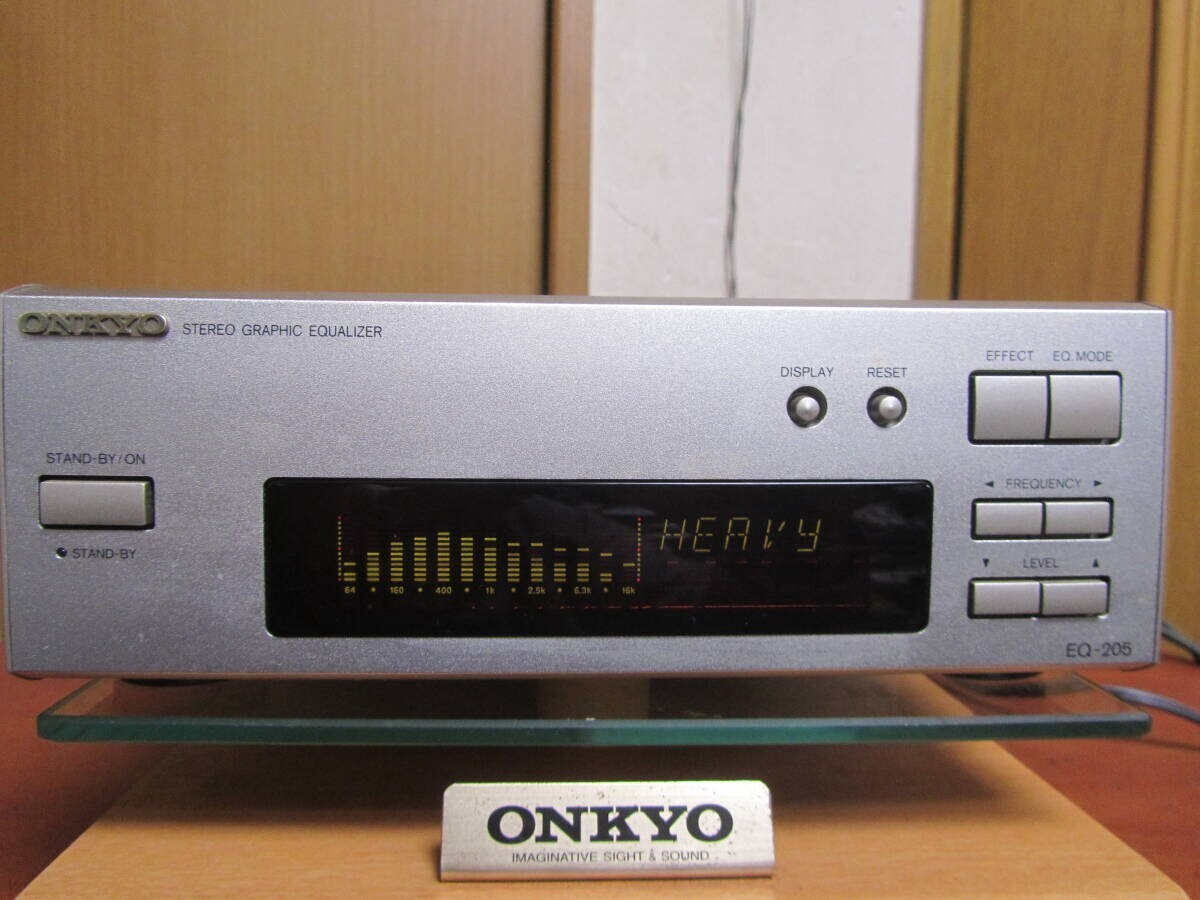 ONKYO STEREO GRAPHIC EQUALIZER
EFFECT EQ. MODE
DISPLAY RESET
STAND-BY/ON
◄ FREQUENCY ►
HEAVY
STAND-BY
▼ LEVEL ▲
64 • 160 • 400 • 1k • 2.5k • 6.3k • 16k
EQ-205
ONKYO
IMAGINATIVE SIGHT & SOUND